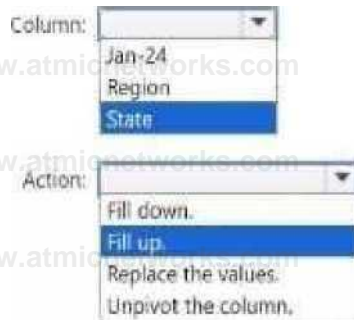 Column:
Jan-24
Region
State
Action:
Fill down.
Fill up.
Replace the values.
Unpivot the column.